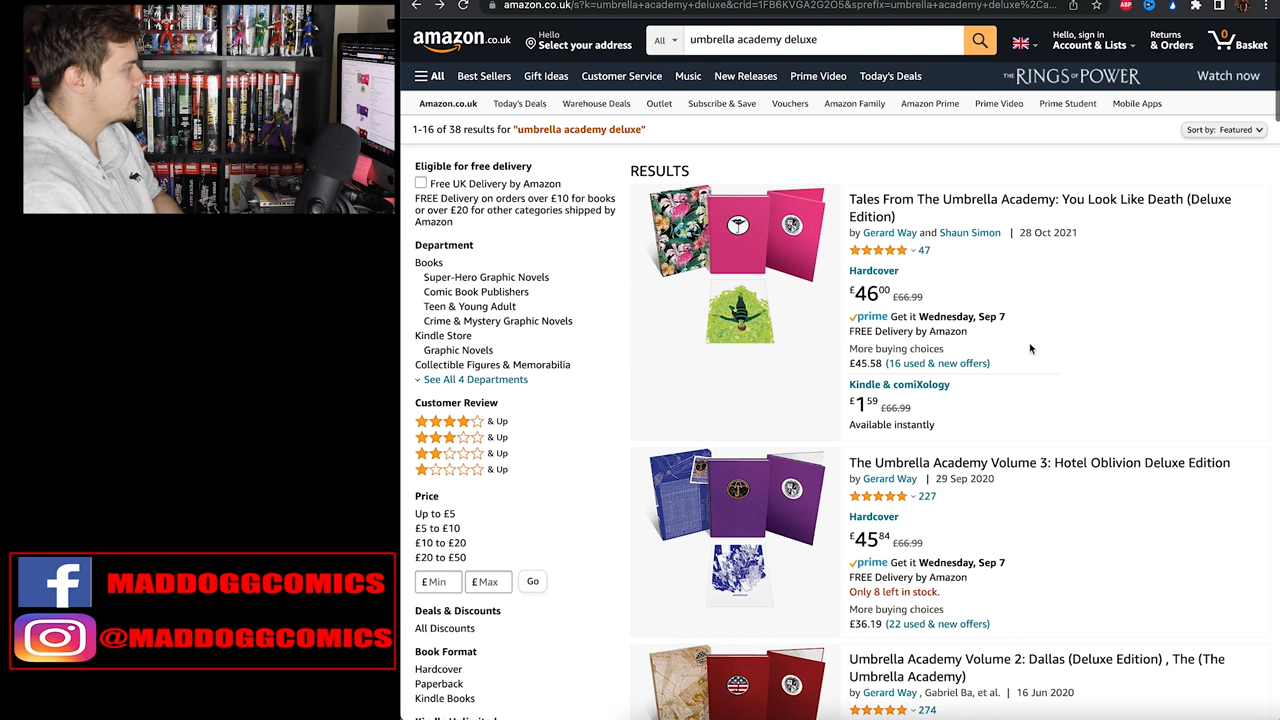 amazon.co.uk/s?k=umbrella+academy+deluxe&crid=1FB6KVGA2G2O5&sprefix=umbrella+academy+deluxe%2Ca...
amazon.co.uk
Hello
Select your address
All
umbrella academy deluxe
Hello, sign in
Account & Lists
Returns
& Orders
0
Basket
All
Best Sellers
Gift Ideas
Customer Service
Music
New Releases
Prime Video
Today's Deals
THE RINGS OF POWER
Watch now
Amazon.co.uk
Today's Deals
Warehouse Deals
Outlet
Subscribe & Save
Vouchers
Amazon Family
Amazon Prime
Prime Video
Prime Student
Mobile Apps
1-16 of 38 results for "umbrella academy deluxe"
Sort by: Featured
Eligible for free delivery
Free UK Delivery by Amazon
FREE Delivery on orders over £10 for books
or over £20 for other categories shipped by
Amazon
Department
Books
Super-Hero Graphic Novels
Comic Book Publishers
Teen & Young Adult
Crime & Mystery Graphic Novels
Kindle Store
Graphic Novels
Collectible Figures & Memorabilia
See All 4 Departments
Customer Review
& Up
& Up
& Up
& Up
Price
Up to £5
£5 to £10
£10 to £20
£20 to £50
£ Min
£ Max
Go
Deals & Discounts
All Discounts
Book Format
Hardcover
Paperback
Kindle Books
RESULTS
Tales From The Umbrella Academy: You Look Like Death (Deluxe
Edition)
by Gerard Way and Shaun Simon | 28 Oct 2021
47
Hardcover
£4600 £66.99
prime Get it Wednesday, Sep 7
FREE Delivery by Amazon
More buying choices
£45.58 (16 used & new offers)
Kindle & comiXology
£159 £66.99
Available instantly
The Umbrella Academy Volume 3: Hotel Oblivion Deluxe Edition
by Gerard Way | 29 Sep 2020
227
Hardcover
£4584 £66.99
prime Get it Wednesday, Sep 7
FREE Delivery by Amazon
Only 8 left in stock.
More buying choices
£36.19 (22 used & new offers)
Umbrella Academy Volume 2: Dallas (Deluxe Edition) , The (The
Umbrella Academy)
by Gerard Way , Gabriel Ba, et al. | 16 Jun 2020
274
MADDOGGCOMICS
@MADDOGGCOMICS